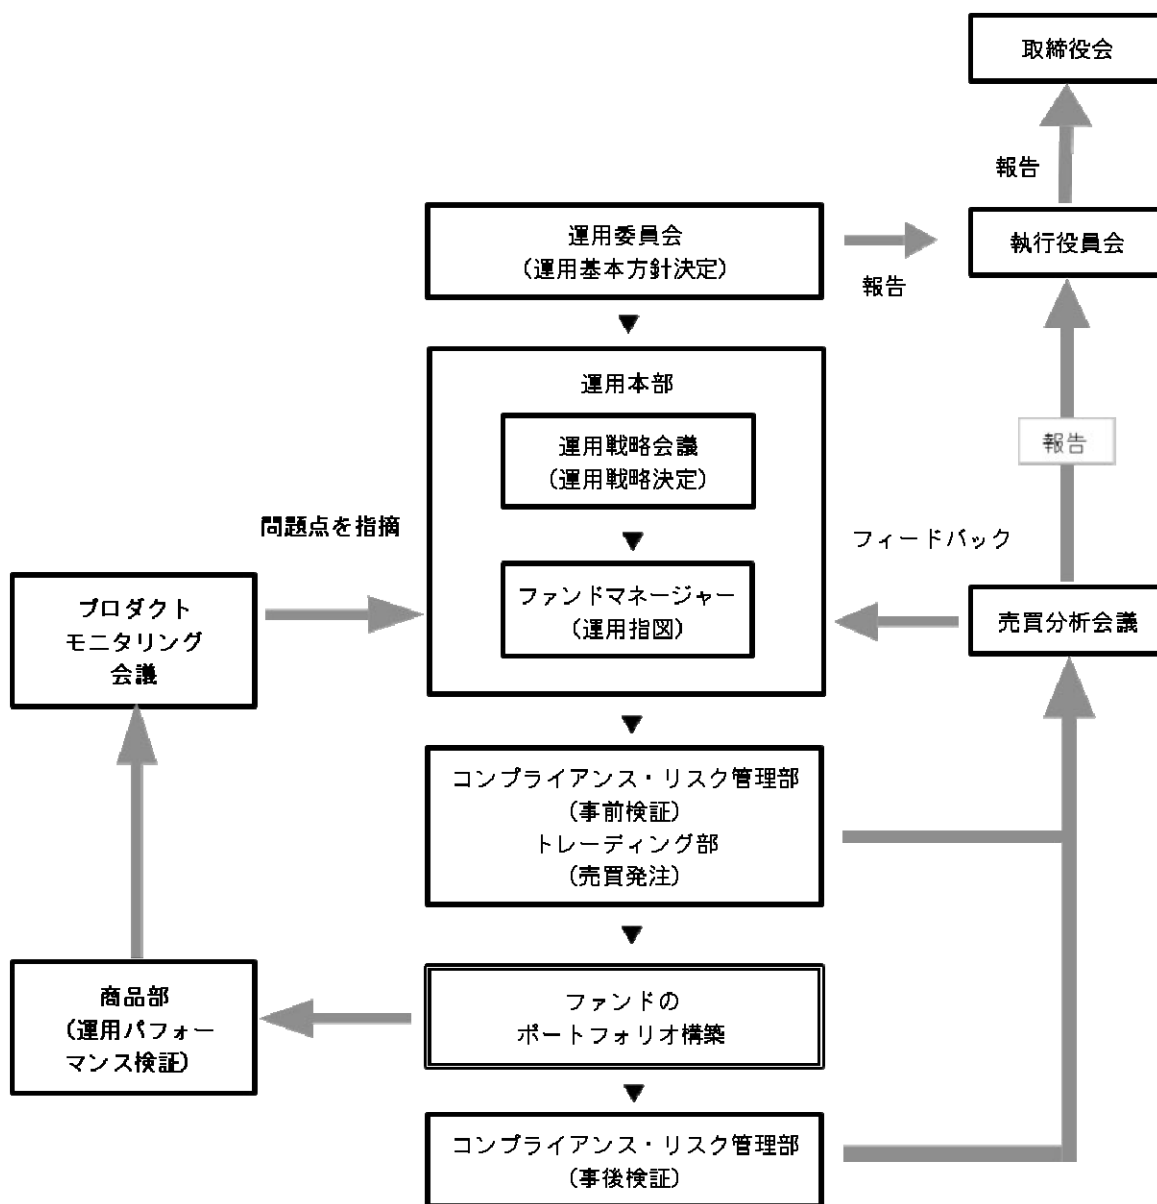 取締役会
報告
運用委員会
（運用基本方針決定）
報告
執行役員会
運用本部
運用戦略会議
（運用戦略決定）
報告
問題点を指摘
フィードバック
ファンドマネージャー
（運用指図）
プロダクト
モニタリング
会議
売買分析会議
コンプライアンス・リスク管理部
（事前検証）
トレーディング部
（売買発注）
商品部
（運用パフォー
マンス検証）
ファンドの
ポートフォリオ構築
コンプライアンス・リスク管理部
（事後検証）